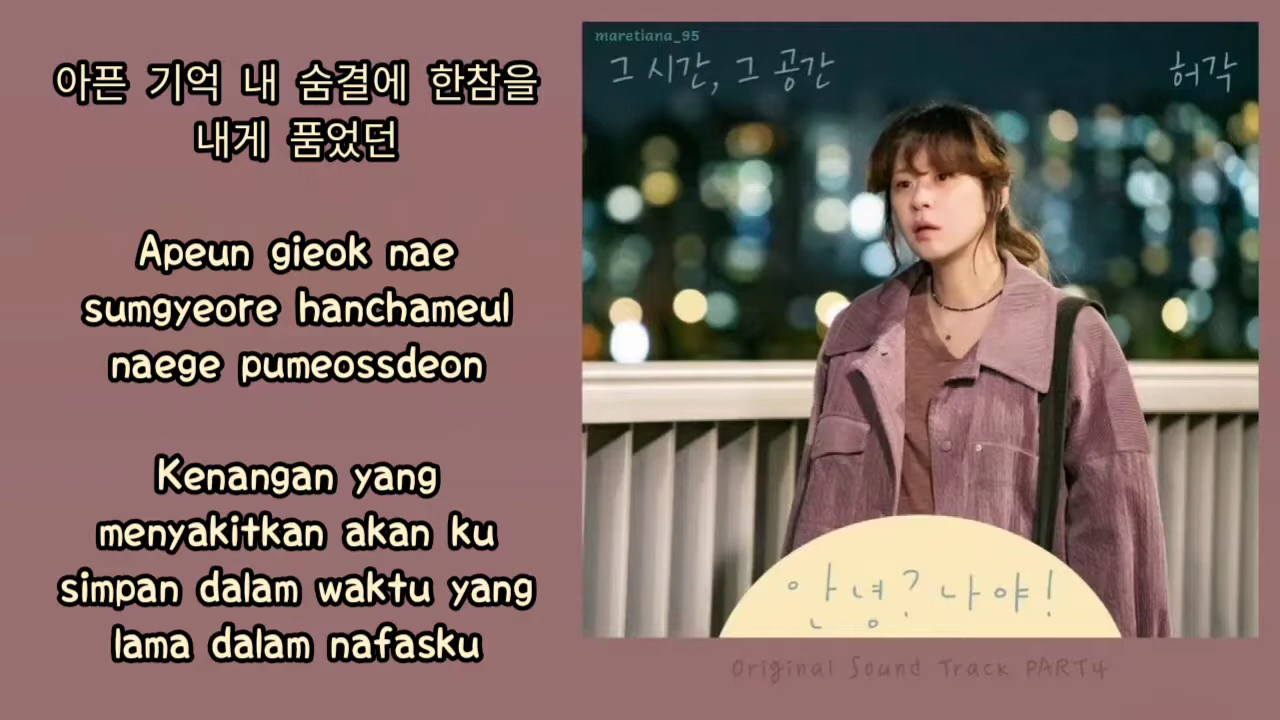 아픈 기억 내 숨결에 한참을
내게 품었던
Apeun gieok nae
sumgyeore hanchameul
naege pumeossdeon
Kenangan yang
menyakitkan akan ku
simpan dalam waktu yang
lama dalam nafasku
maretiana_95
그 시간, 그 공간
허각
안녕? 나야!
Original Sound Track PART4